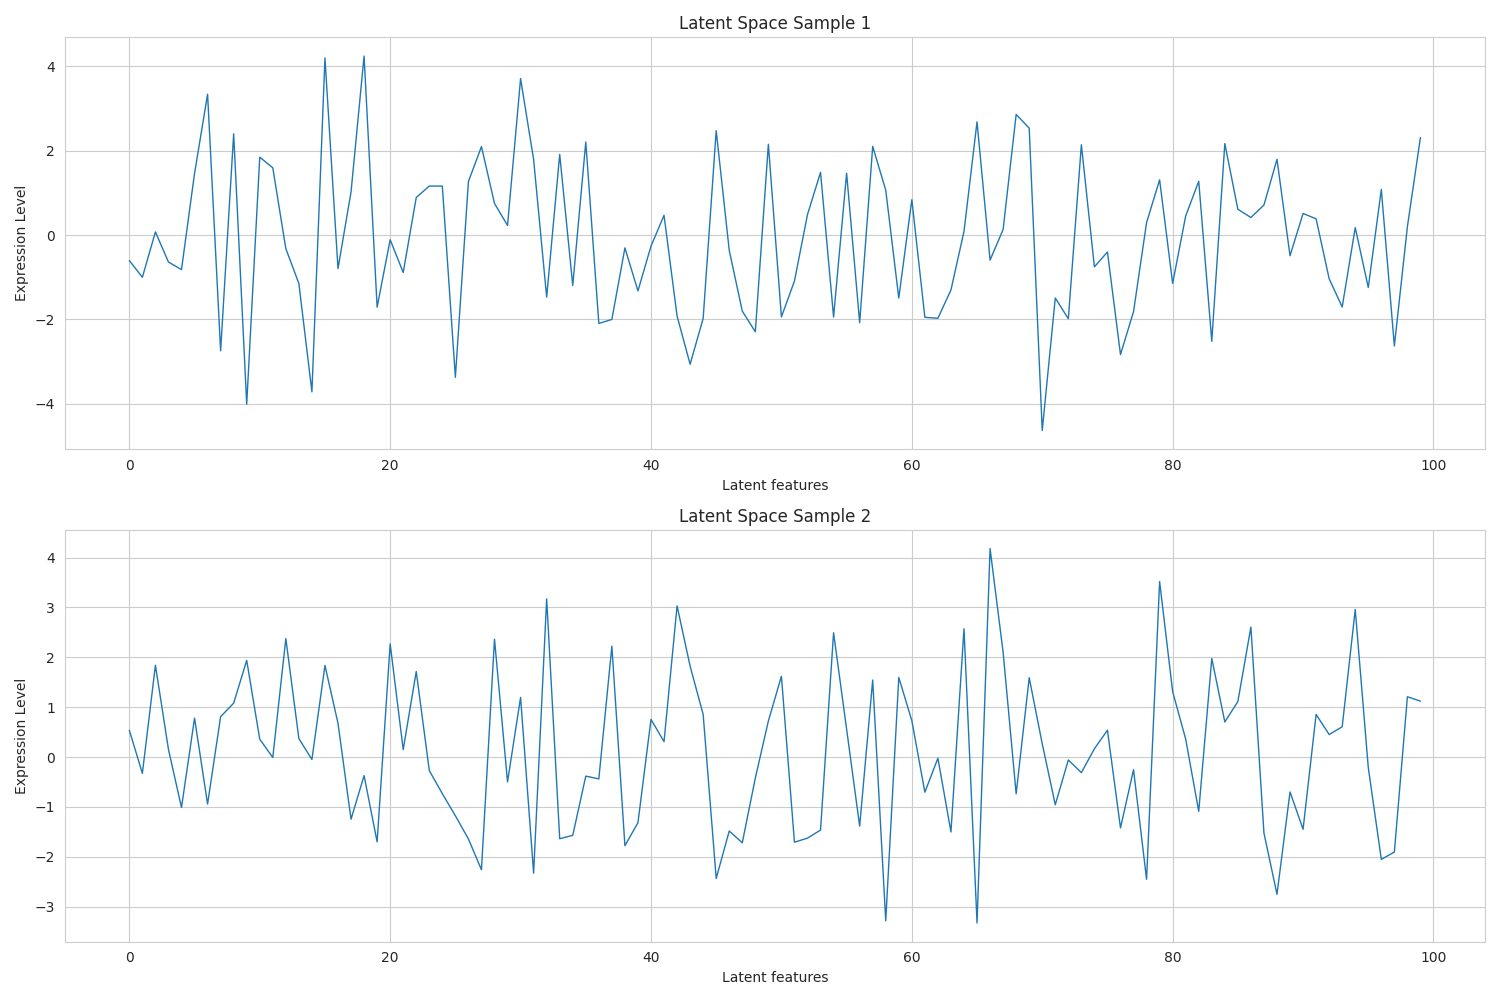 Latent Space Sample 1
Expression Level
4
2
0
−2
−4
0 20 40 60 80 100
Latent features
Latent Space Sample 2
Expression Level
4
3
2
1
0
−1
−2
−3
0 20 40 60 80 100
Latent features